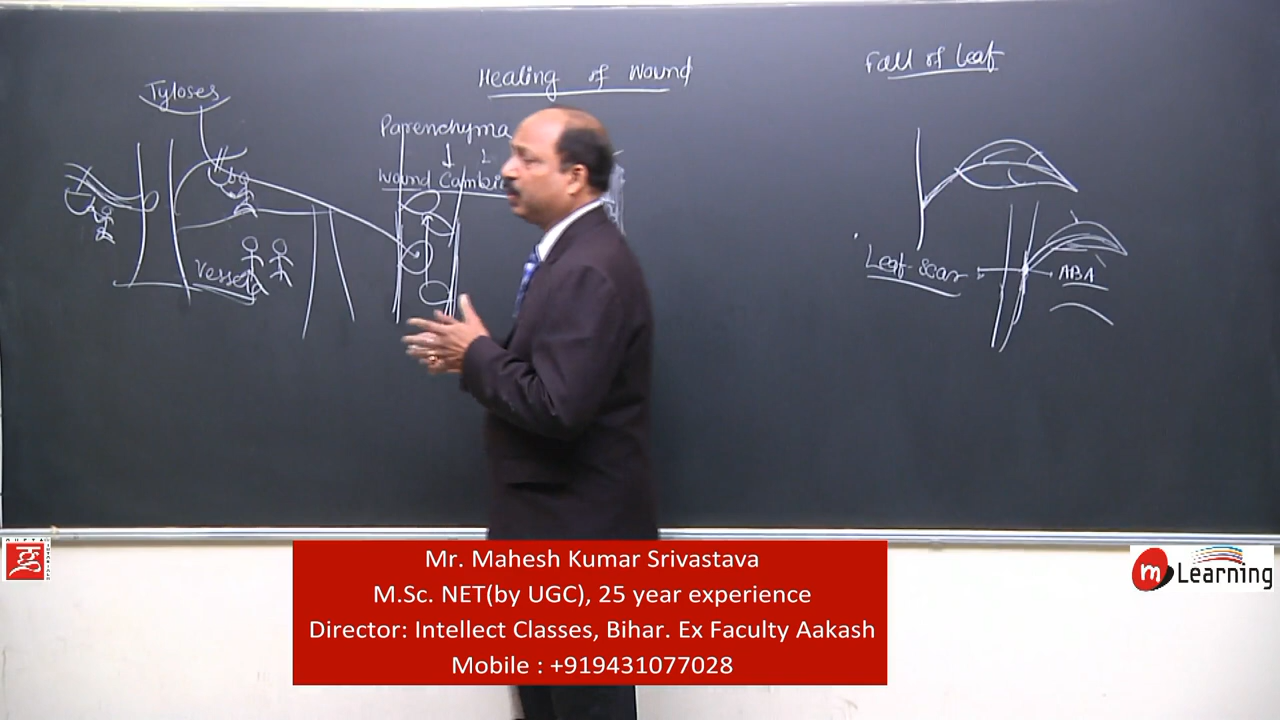 Healing of Wound
Fall of Leaf
Tyloses
Parenchyma
Wound
Vessels
Leaf-scar
ABA
Mr. Mahesh Kumar Srivastava
M.Sc. NET(by UGC), 25 year experience
Director: Intellect Classes, Bihar. Ex Faculty Aakash
Mobile : +919431077028
m Learning